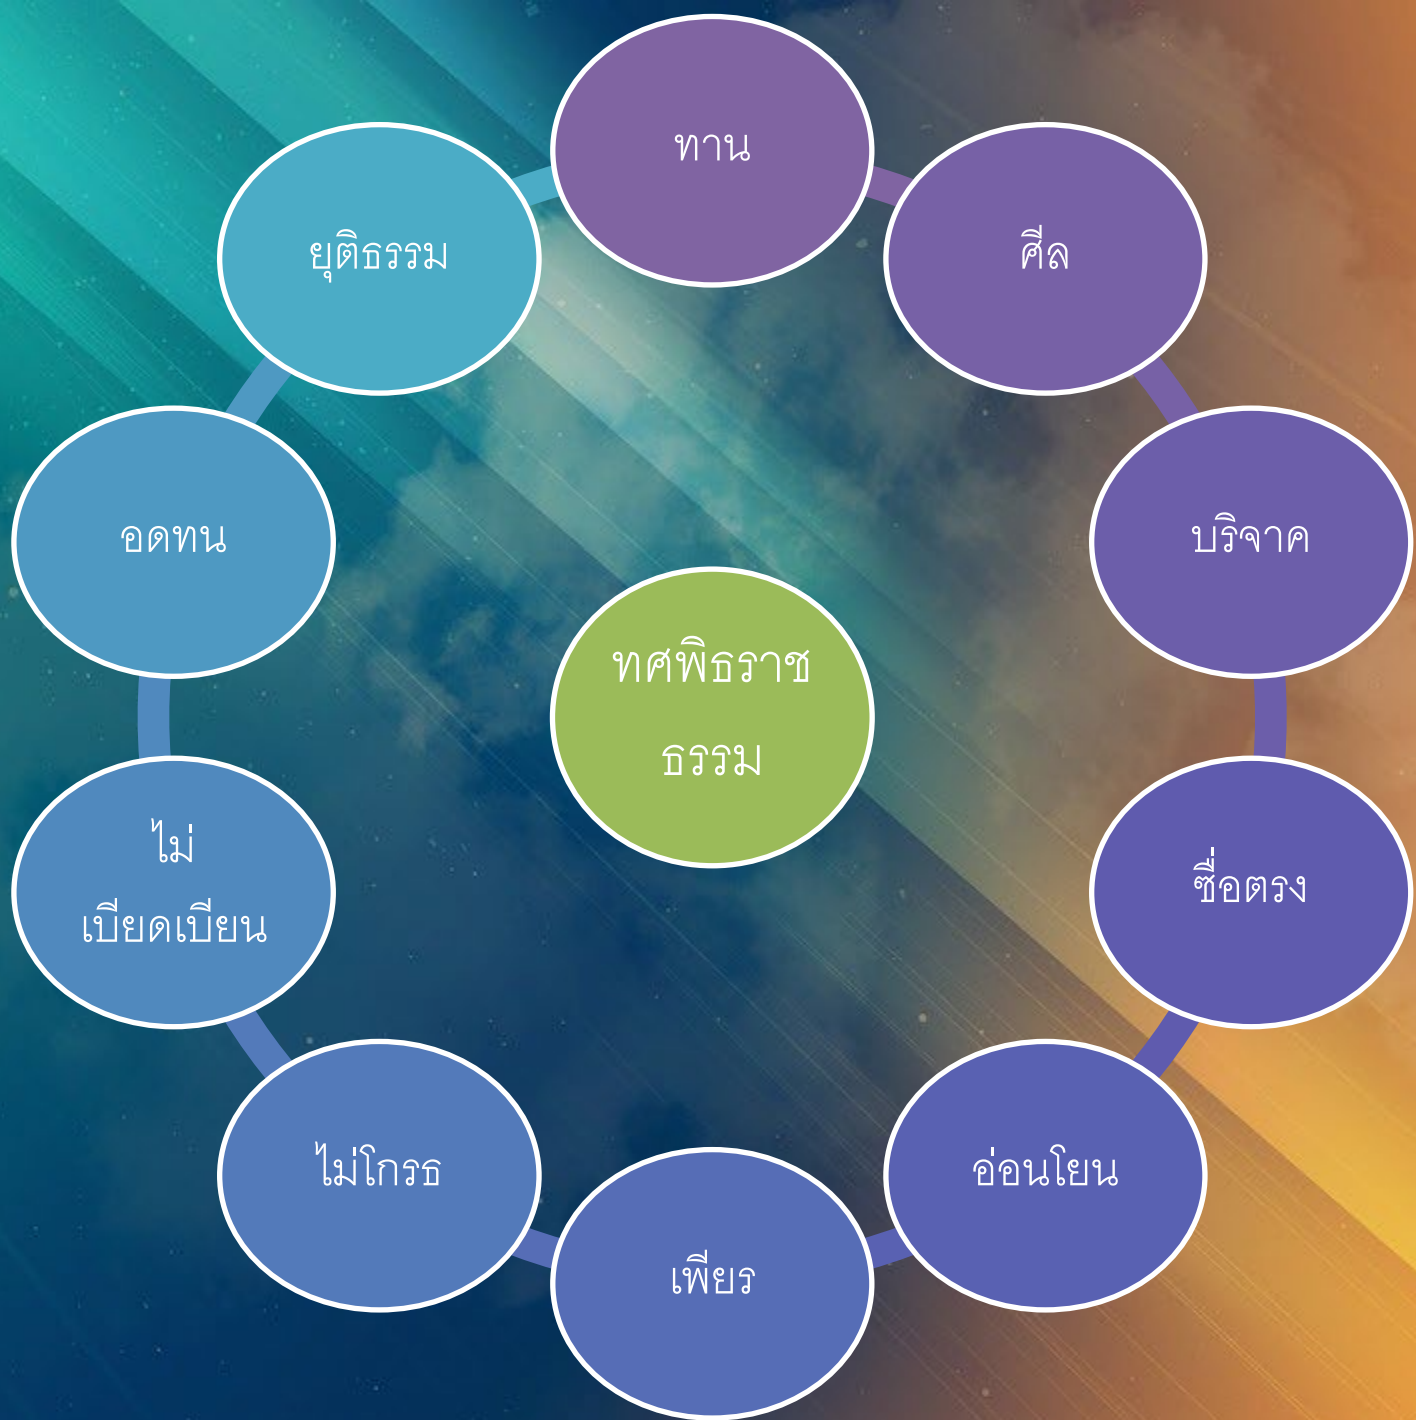 ทาน
ศีล
บริจาค
ซื่อตรง
อ่อนโยน
เพียร
ไม่โกรธ
ไม่
เบียดเบียน
อดทน
ยุติธรรม
ทศพิธราช
ธรรม